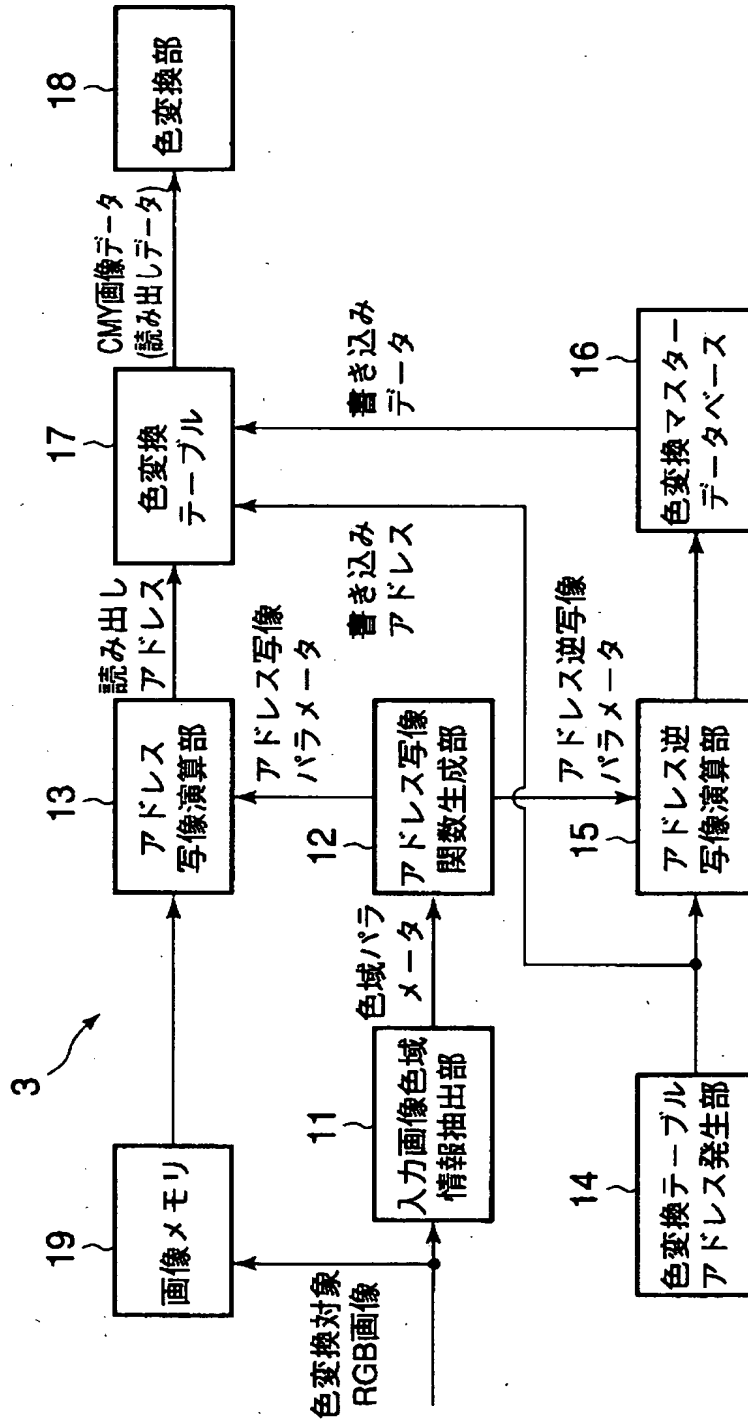 3
19
画像メモリ
13
アドレス
写像演算部
読み出し
アドレス
17
色変換
テーブル
CMY画像データ
(読み出しデータ)
18
色変換部
色変換対象
RGB画像
11
入力画像色域
情報抽出部
色域パラ
メータ
12
アドレス写像
関数生成部
アドレス写像
パラメータ
書き込み
アドレス
書き込み
データ
14
色変換テーブル
アドレス発生部
15
アドレス逆
写像演算部
アドレス逆写像
パラメータ
16
色変換マスター
データベース